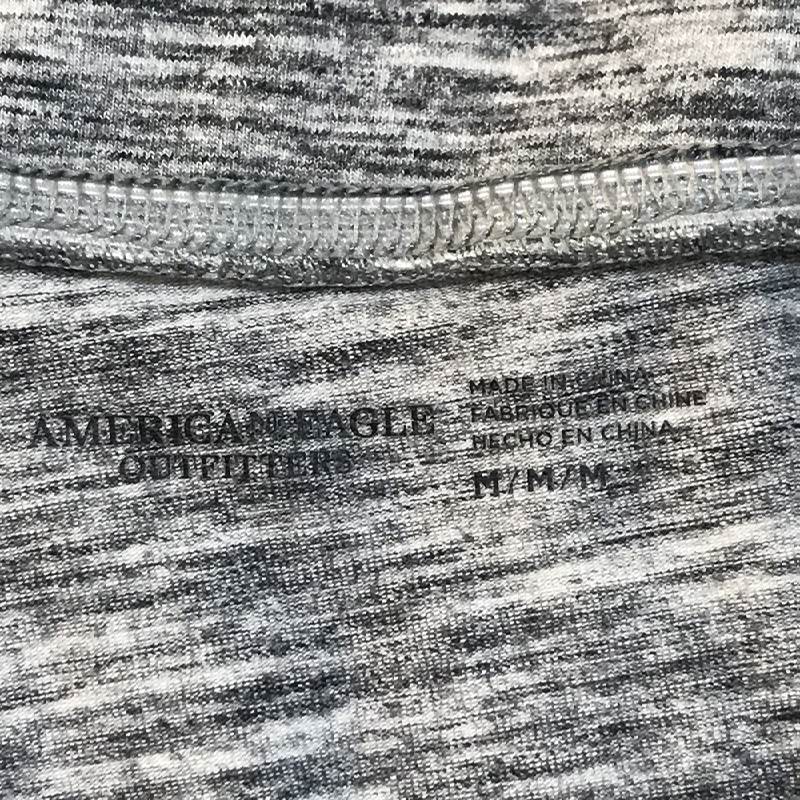 AMERICAN EAGLE
OUTFITTERS
MADE IN CHINA
FABRIQUE EN CHINE
HECHO EN CHINA
M/M/M